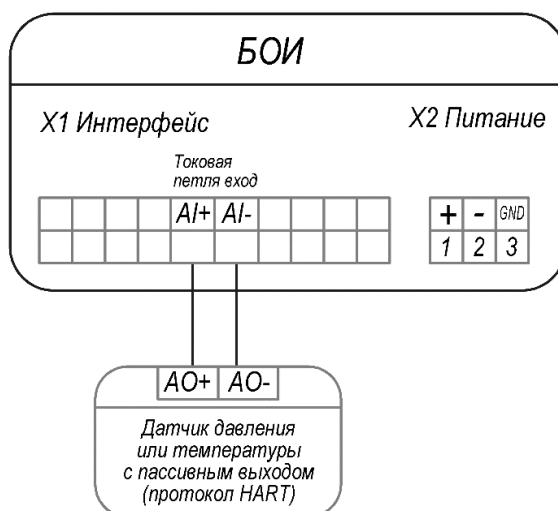 БОИ
X1 Интерфейс
X2 Питание
Токовая
петля вход
AI+ AI-
+ - GND
1 2 3
AO+ AO-
Датчик давления
или температуры
с пассивным выходом
(протокол HART)